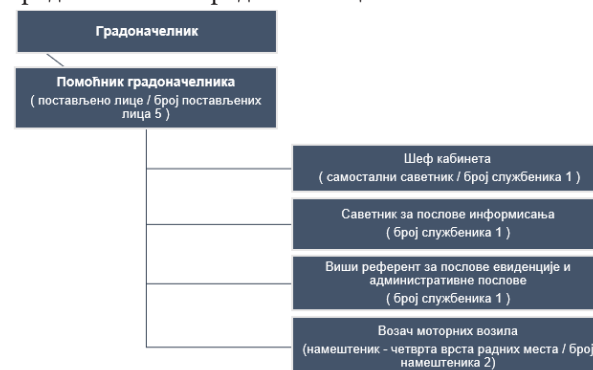 Градоначелник
Помоћник градоначелника
( постављено лице / број постављених
лица 5 )
Шеф кабинета
( самостални саветник / број службеника 1 )
Саветник за послове информисања
( број службеника 1 )
Виши референт за послове евиденције и
административне послове
( број службеника 1 )
Возач моторних возила
(намештеник - четврта врста радних места / број
намештеника 2)